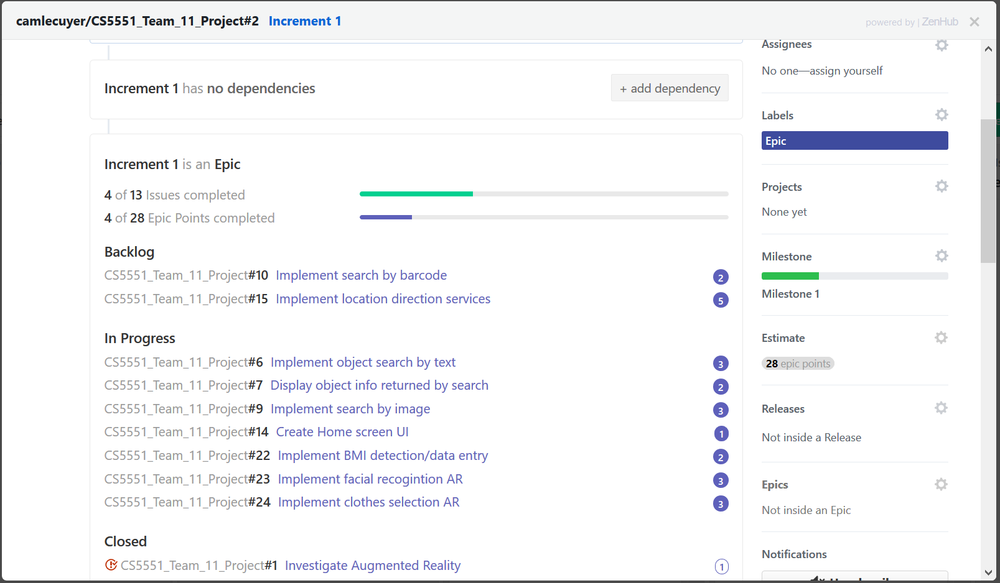 camlecuyer/CS5551_Team_11_Project#2 Increment 1
powered by | ZenHub
Increment 1 has no dependencies
+ add dependency
Increment 1 is an Epic
4 of 13 Issues completed
4 of 28 Epic Points completed
Backlog
CS5551_Team_11_Project#10 Implement search by barcode 2
CS5551_Team_11_Project#15 Implement location direction services 5
In Progress
CS5551_Team_11_Project#6 Implement object search by text 3
CS5551_Team_11_Project#7 Display object info returned by search 2
CS5551_Team_11_Project#9 Implement search by image 3
CS5551_Team_11_Project#14 Create Home screen UI 1
CS5551_Team_11_Project#22 Implement BMI detection/data entry 2
CS5551_Team_11_Project#23 Implement facial recogintion AR 3
CS5551_Team_11_Project#24 Implement clothes selection AR 3
Closed
CS5551_Team_11_Project#1 Investigate Augmented Reality 1
Assignees
No one—assign yourself
Labels
Epic
Projects
None yet
Milestone
Milestone 1
Estimate
28 epic points
Releases
Not inside a Release
Epics
Not inside an Epic
Notifications